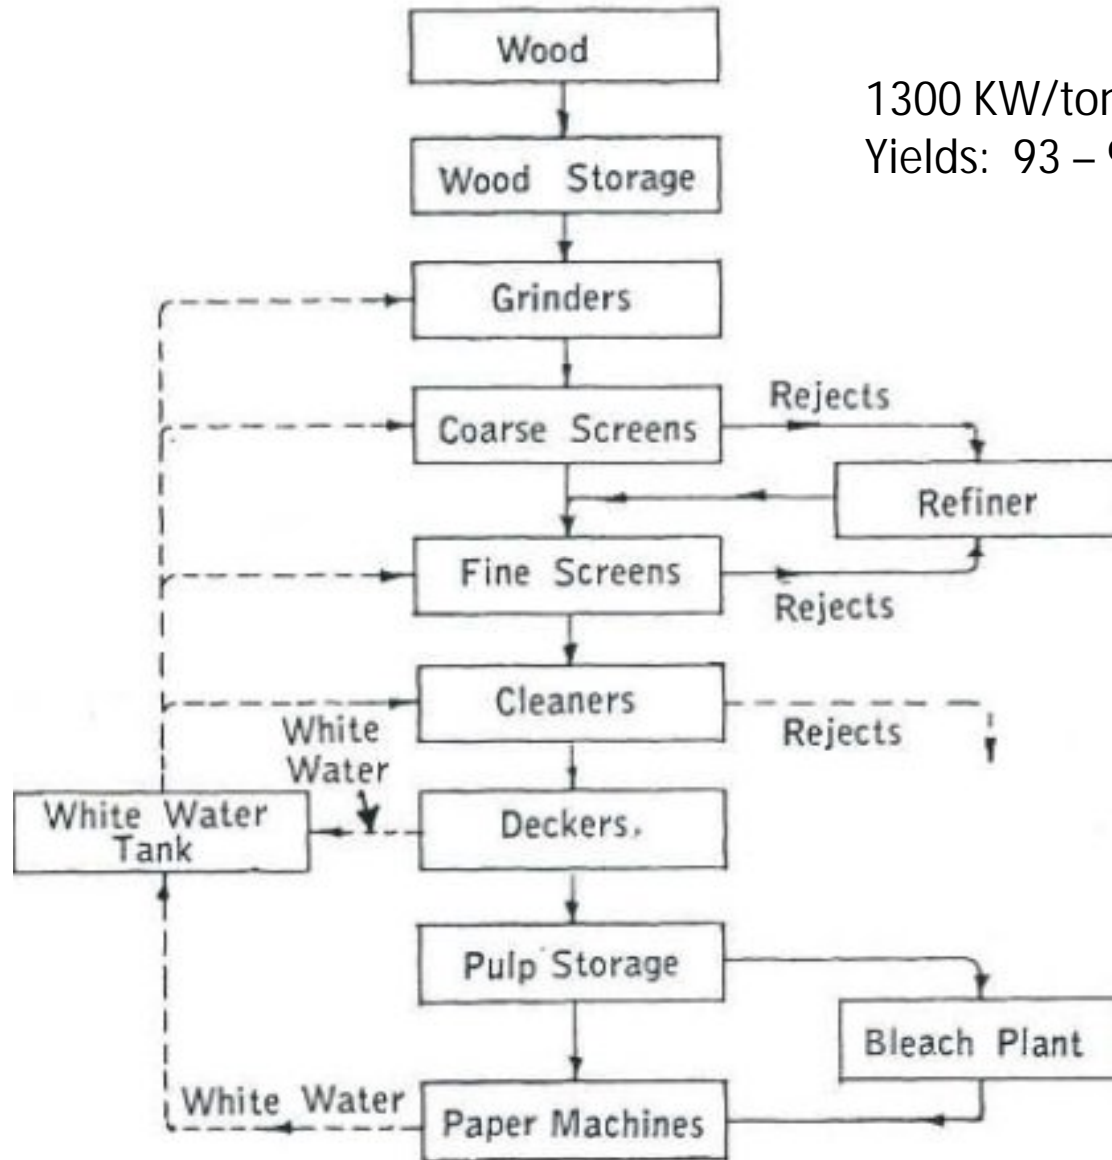 Wood
1300 KW/ton
Yields: 93 –
Wood Storage
Grinders
Rejects
Coarse Screens
Refiner
Fine Screens
Rejects
Cleaners
Rejects
White
Water
White Water
Tank
Deckers.
Pulp Storage
Bleach Plant
White Water
Paper Machines